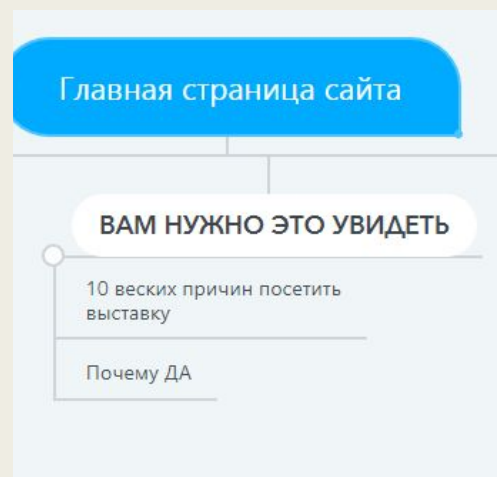 Главная страница сайта
ВАМ НУЖНО ЭТО УВИДЕТЬ
10 веских причин посетить
выставку
Почему ДА